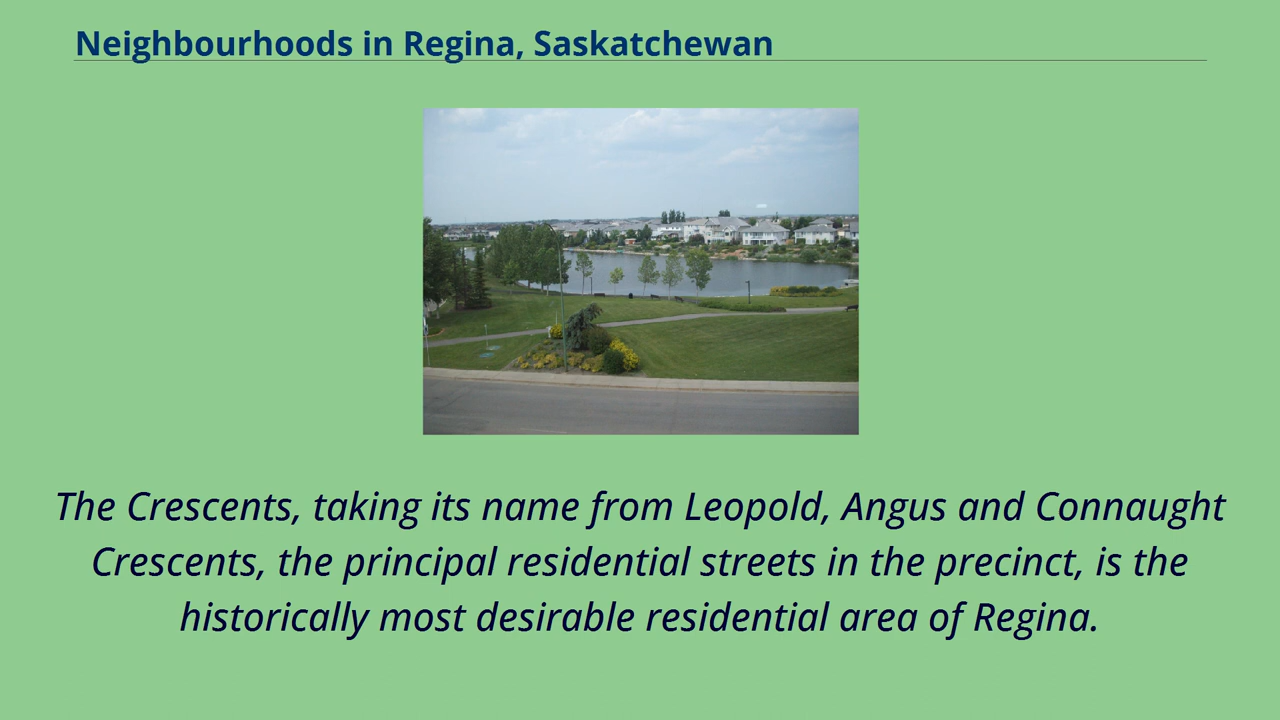 Neighbourhoods in Regina, Saskatchewan
The Crescents, taking its name from Leopold, Angus and Connaught
Crescents, the principal residential streets in the precinct, is the
historically most desirable residential area of Regina.